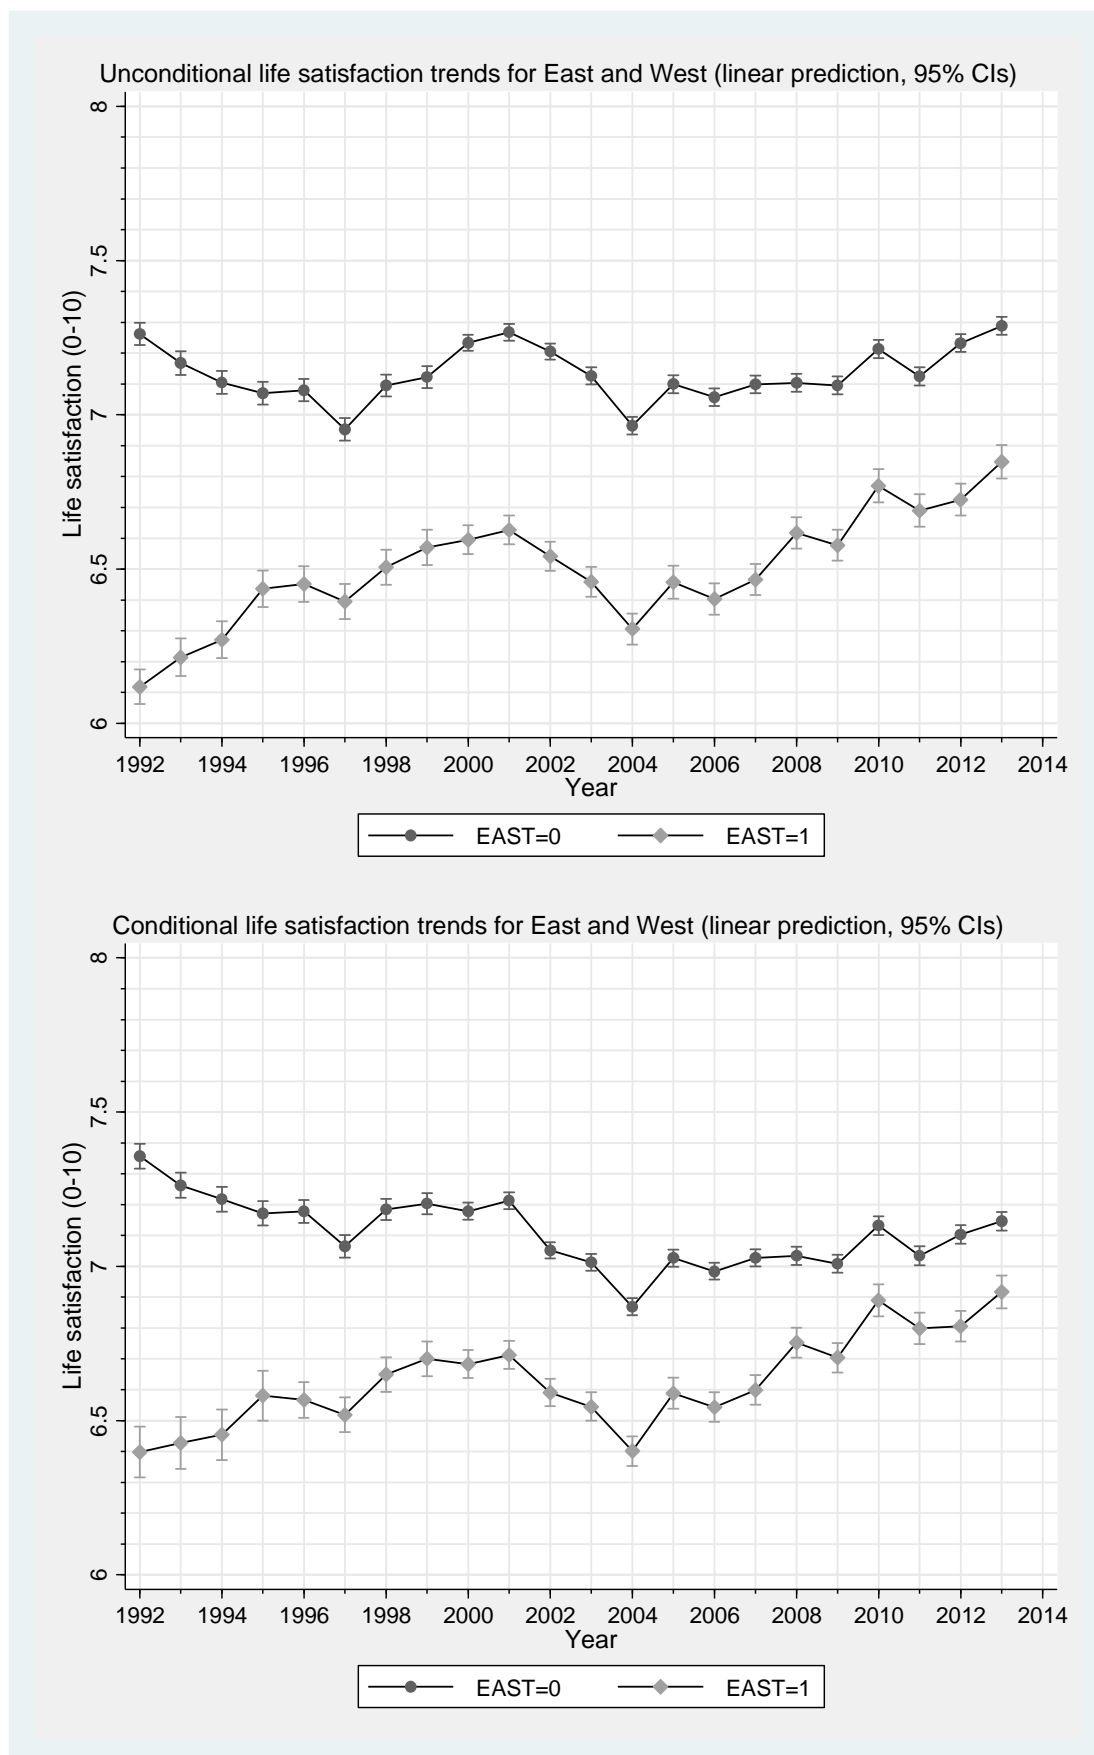 Unconditional life satisfaction trends for East and West (linear prediction, 95% CIs)
Life satisfaction (0-10)
8
7.5
7
6.5
6
1992 1994 1996 1998 2000 2002 2004 2006 2008 2010 2012 2014
Year
EAST=0 EAST=1
Conditional life satisfaction trends for East and West (linear prediction, 95% CIs)
Life satisfaction (0-10)
8
7.5
7
6.5
6
1992 1994 1996 1998 2000 2002 2004 2006 2008 2010 2012 2014
Year
EAST=0 EAST=1